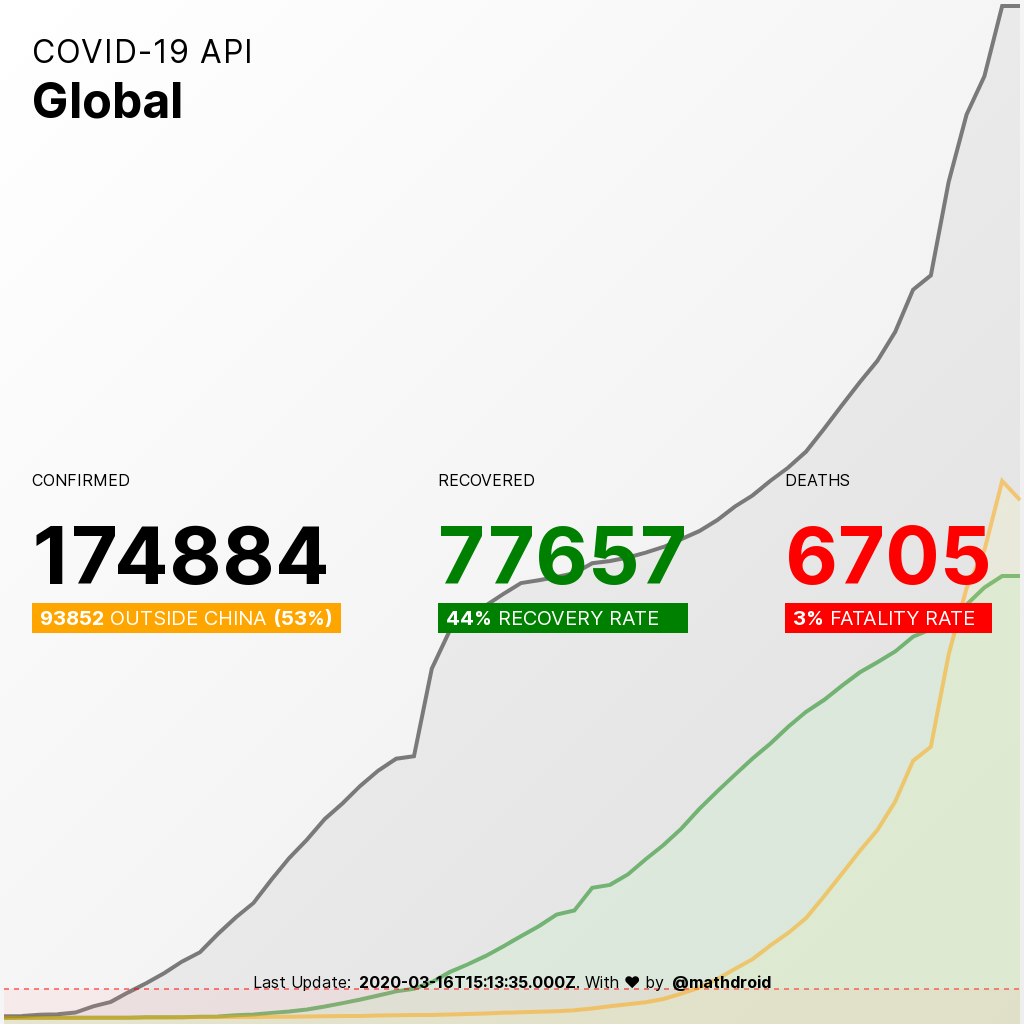 COVID-19 API
Global
CONFIRMED RECOVERED DEATHS
174884 77657 6705
93852 OUTSIDE CHINA (53%) 44% RECOVERY RATE 3% FATALITY RATE
Last Update: 2020-03-16T15:13:35.000Z. With ♥ by @mathdroid